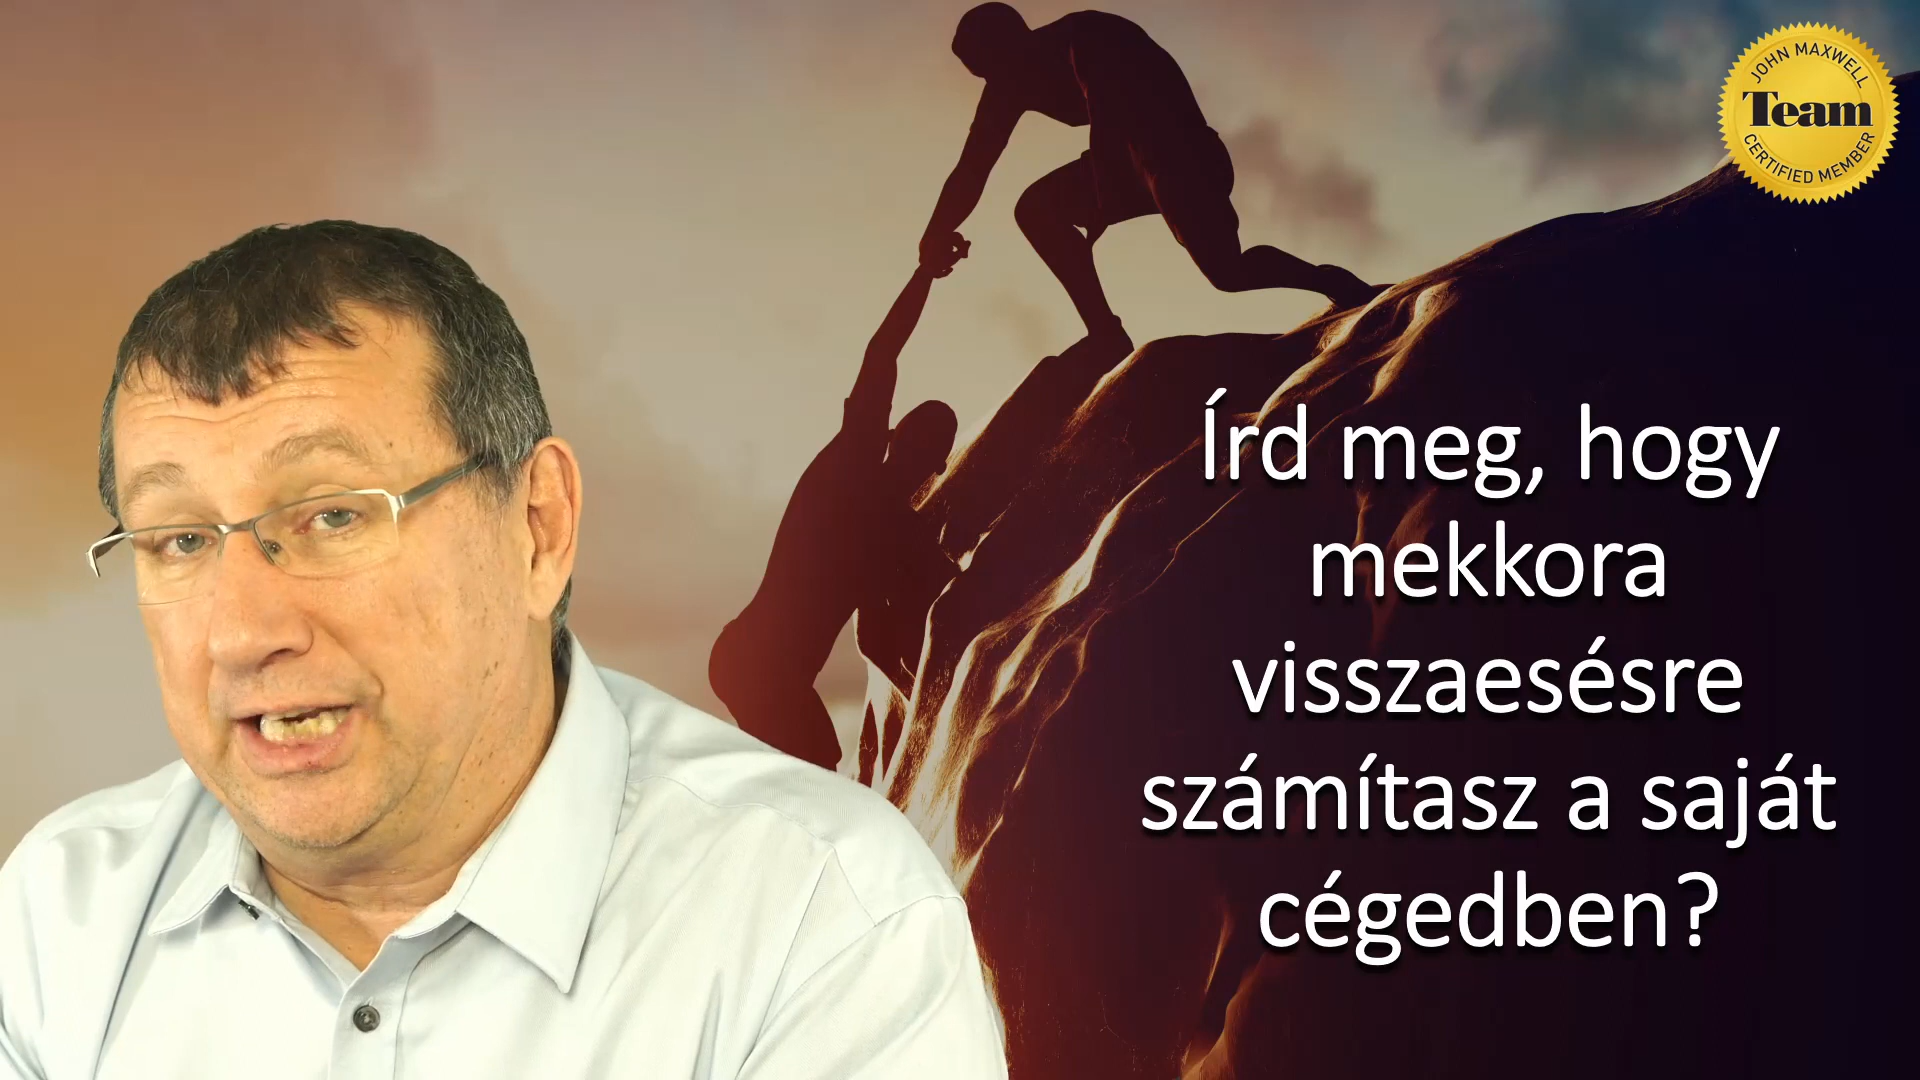 JOHN MAXWELL
Team
CERTIFIED MEMBER
Írd meg, hogy
mekkora
visszaesésre
számítasz a saját
cégedben?